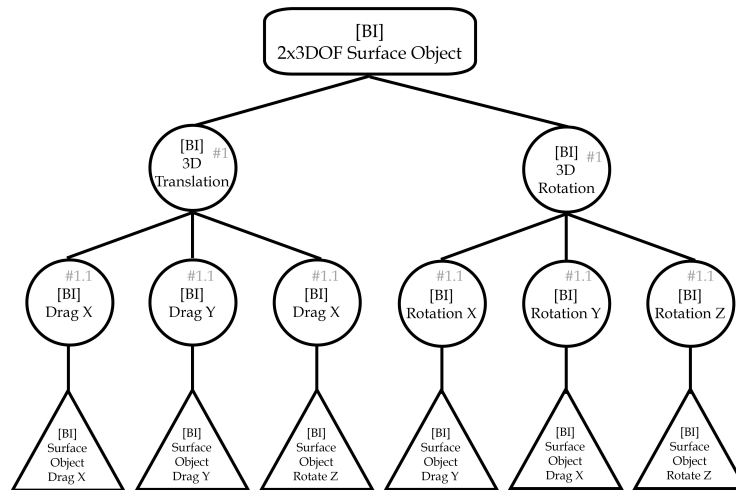 [BI]
2x3DOF Surface Object
[BI]
#1
3D
Translation
[BI]
#1
3D
Rotation
#1.1
[BI]
Drag X
#1.1
[BI]
Drag Y
#1.1
[BI]
Drag X
#1.1
[BI]
Rotation X
#1.1
[BI]
Rotation Y
#1.1
[BI]
Rotation Z
[BI]
Surface
Object
Drag X
[BI]
Surface
Object
Drag Y
[BI]
Surface
Object
Rotate Z
[BI]
Surface
Object
Drag Y
[BI]
Surface
Object
Drag X
[BI]
Surface
Object
Rotate Z